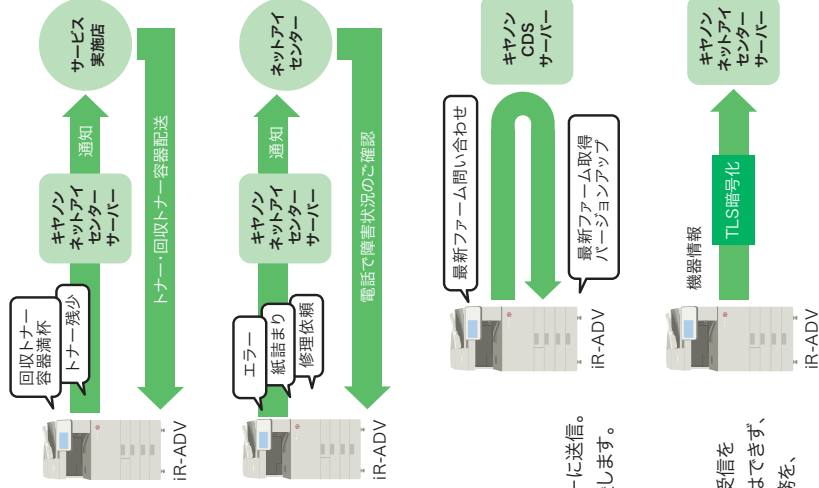 回収トナー
容器満杯
トナー残少
iR-ADV
キヤノン
ネットアイ
センター
サーバー
通知
サービス
実施店
トナー・回収トナー容器配送
エラー
紙詰まり
修理依頼
iR-ADV
キヤノン
ネットアイ
センター
サーバー
通知
ネットアイ
センター
電話で障害状況のご確認
ーに送信。
します。
最新ファーム問い合わせ
iR-ADV
キヤノン
CDS
サーバー
最新ファーム取得
バージョンアップ
受信を
はできず、
務を、
機器情報
iR-ADV
TLS暗号化
キヤノン
ネットアイ
センター
サーバー